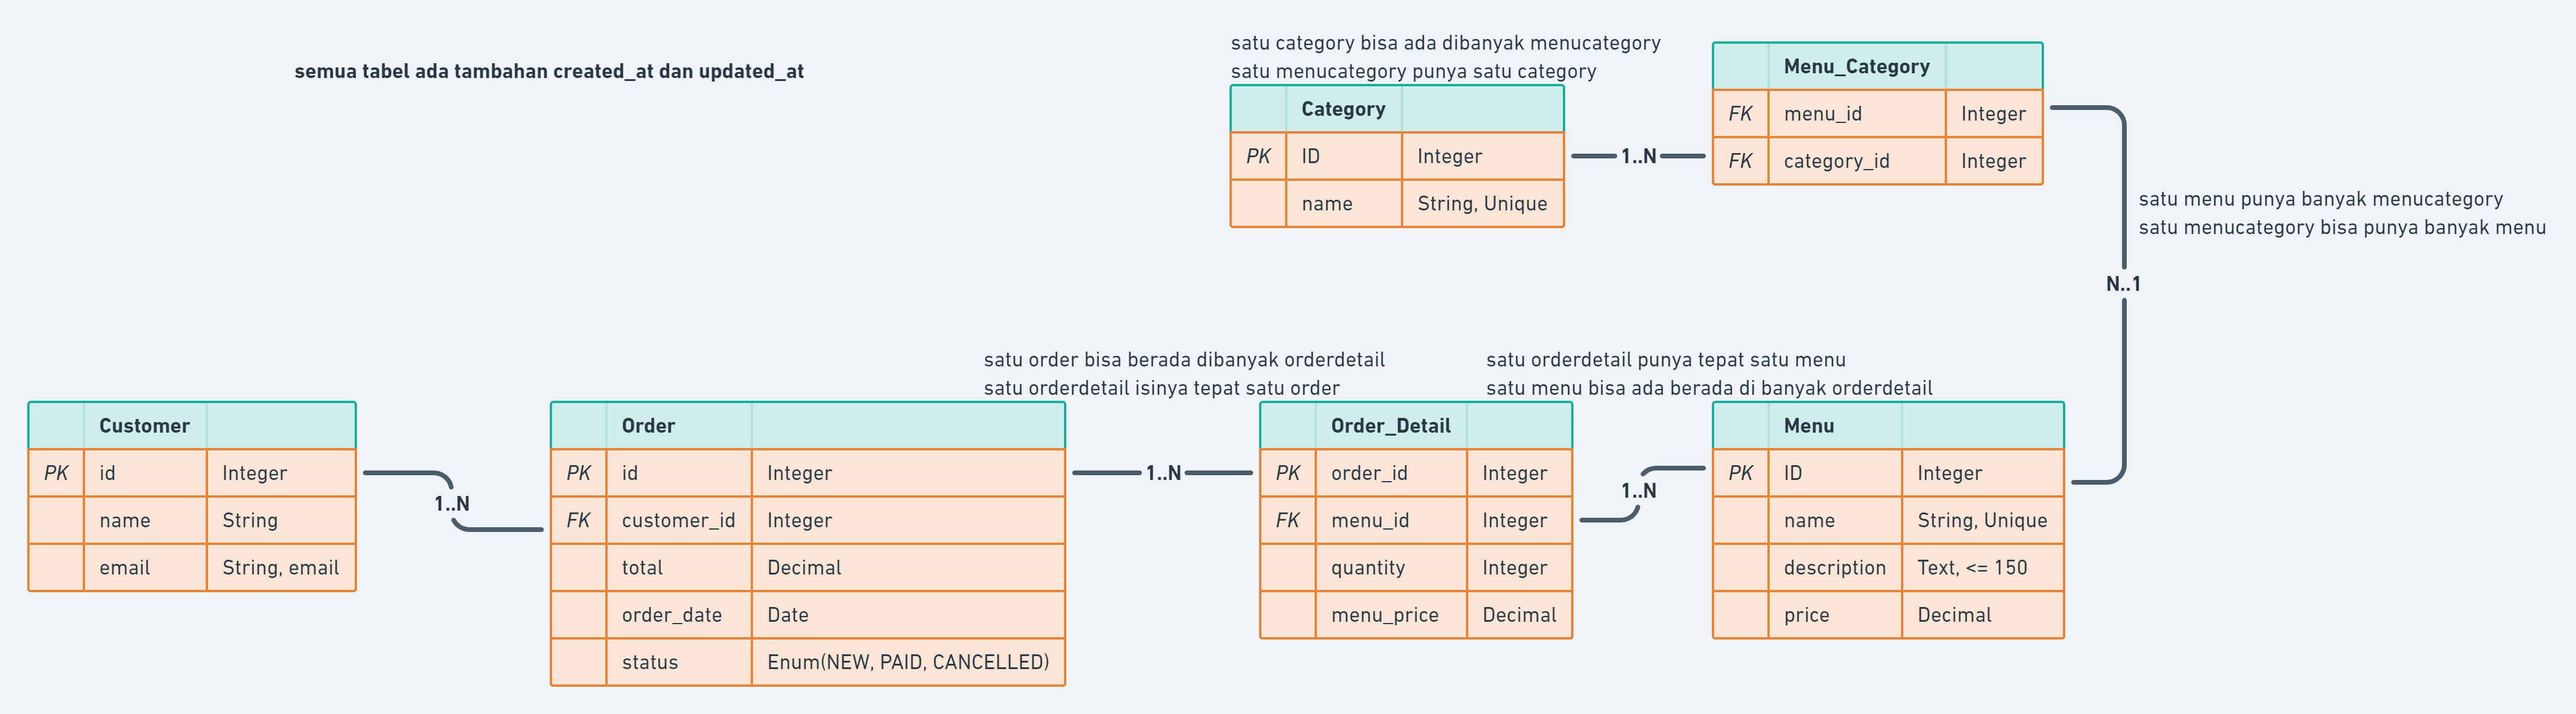 semua tabel ada tambahan created_at dan updated_at
satu category bisa ada dibanyak menucategory
satu menucategory punya satu category
Category
PK ID Integer
name String, Unique
1..N
Menu_Category
FK menu_id Integer
FK category_id Integer
satu menu punya banyak menucategory
satu menucategory bisa punya banyak menu
N..1
Customer
PK id Integer
name String
email String, email
1..N
Order
PK id Integer
FK customer_id Integer
total Decimal
order_date Date
status Enum(NEW, PAID, CANCELLED)
satu order bisa berada dibanyak orderdetail
satu orderdetail isinya tepat satu order
1..N
Order_Detail
PK order_id Integer
FK menu_id Integer
quantity Integer
menu_price Decimal
satu orderdetail punya tepat satu menu
satu menu bisa ada berada di banyak orderdetail
1..N
Menu
PK ID Integer
name String, Unique
description Text, <= 150
price Decimal